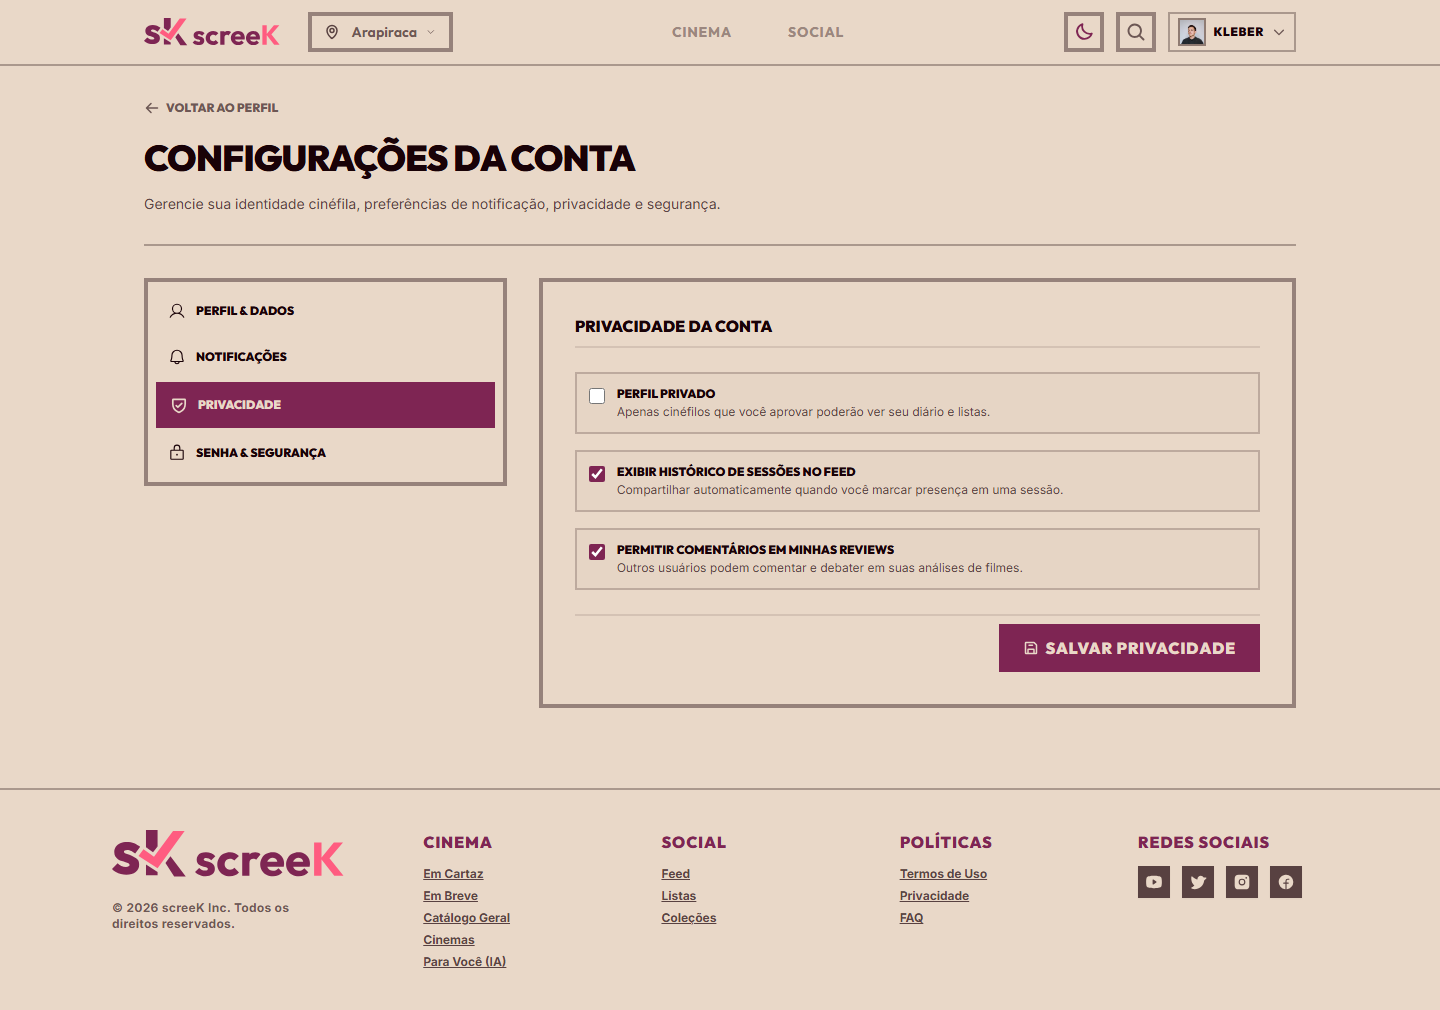 sK screeK
Arapiraca
CINEMA
SOCIAL
KLEBER
VOLTAR AO PERFIL
CONFIGURAÇÕES DA CONTA
Gerencie sua identidade cinéfila, preferências de notificação, privacidade e segurança.
PERFIL & DADOS
NOTIFICAÇÕES
PRIVACIDADE
SENHA & SEGURANÇA
PRIVACIDADE DA CONTA
PERFIL PRIVADO
Apenas cinéfilos que você aprovar poderão ver seu diário e listas.
EXIBIR HISTÓRICO DE SESSÕES NO FEED
Compartilhar automaticamente quando você marcar presença em uma sessão.
PERMITIR COMENTÁRIOS EM MINHAS REVIEWS
Outros usuários podem comentar e debater em suas análises de filmes.
SALVAR PRIVACIDADE
sK screeK
© 2026 screeK Inc. Todos os
direitos reservados.
CINEMA
Em Cartaz
Em Breve
Catálogo Geral
Cinemas
Para Você (IA)
SOCIAL
Feed
Listas
Coleções
POLÍTICAS
Termos de Uso
Privacidade
FAQ
REDES SOCIAIS